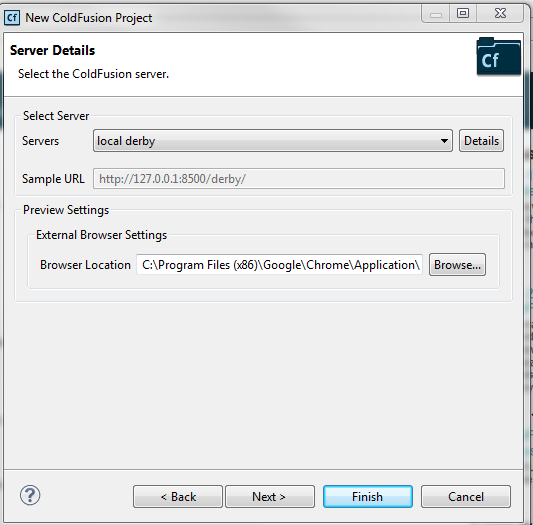 Cf New ColdFusion Project
Server Details
Select the ColdFusion server.
Cf
Select Server
Servers local derby Details
Sample URL http://127.0.0.1:8500/derby/
Preview Settings
External Browser Settings
Browser Location C:\Program Files (x86)\Google\Chrome\Application\ Browse...
? < Back Next > Finish Cancel